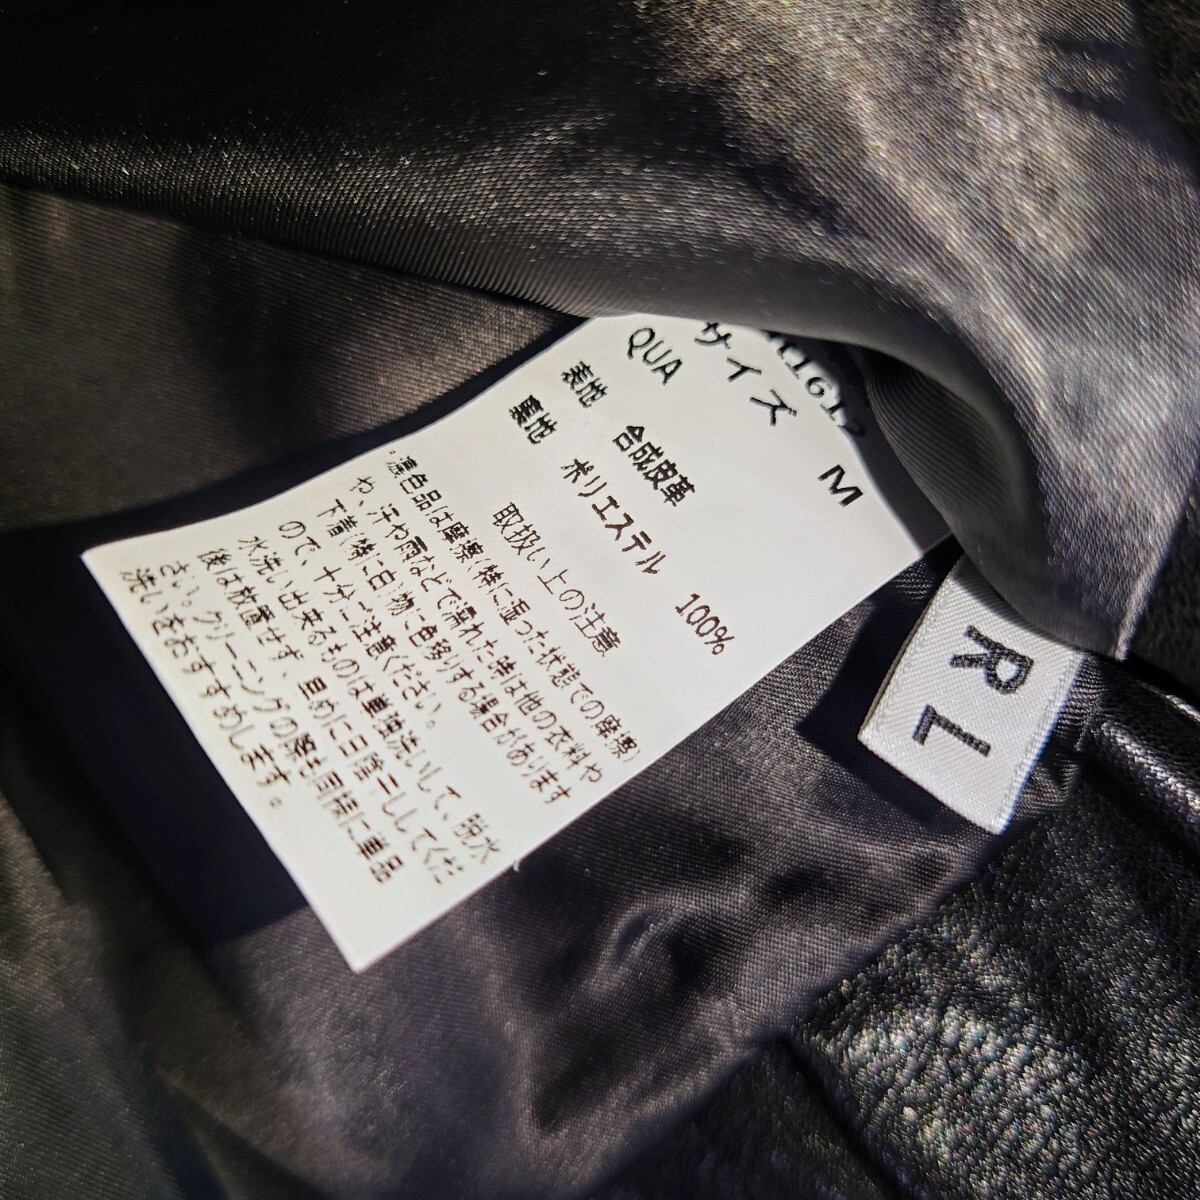 サイズ M
QUA
表地 合成皮革
裏地 ポリエステル 100%
取扱い上の注意
・濃色品は摩擦(特に湿った状態での摩擦)
や、汗や雨などで濡れた時は他の衣料や
下着(特に白物)に色移りする場合があります
ので、十分ご注意ください。
水洗い出来るものは単独洗いして、脱水
後は放置せず、早めに日陰干ししてくだ
さい。クリーニングの際も同様に単品
洗いをおすすめします。
RL